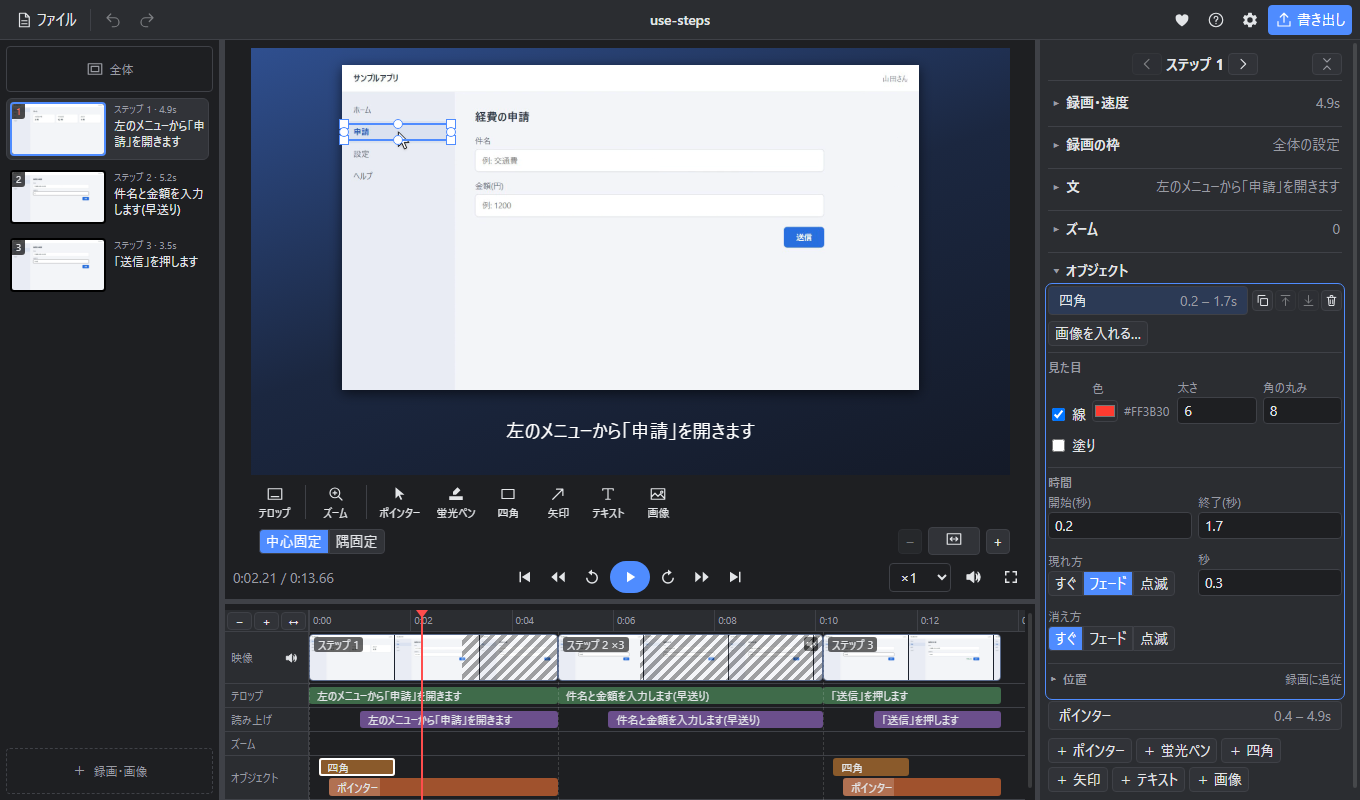 ファイル
use-steps
書き出し
全体
1
ステップ 1 · 4.9s
左のメニューから「申請」を開きます
2
ステップ 2 · 5.2s
件名と金額を入力します(早送り)
3
ステップ 3 · 3.5s
「送信」を押します
+ 録画・画像
サンプルアプリ
山田さん
ホーム
申請
設定
ヘルプ
経費の申請
件名
例: 交通費
金額(円)
例: 1200
送信
左のメニューから「申請」を開きます
テロップ
ズーム
ポインター
蛍光ペン
四角
矢印
テキスト
画像
中心固定
隅固定
0:02.21 / 0:13.66
×1
0:00
0:02
0:04
0:06
0:08
0:10
0:12
映像
ステップ 1
ステップ 2 ×3
ステップ 3
テロップ
左のメニューから「申請」を開きます
件名と金額を入力します(早送り)
「送信」を押します
読み上げ
左のメニューから「申請」を開きます
件名と金額を入力します(早送り)
「送信」を押します
ズーム
オブジェクト
四角
四角
ポインター
ポインター
ステップ 1
録画・速度
4.9s
録画の枠
全体の設定
文
左のメニューから「申請」を開きます
ズーム
0
オブジェクト
四角
0.2 – 1.7s
画像を入れる...
見た目
色
太さ
角の丸み
線
#FF3B30
6
8
塗り
時間
開始(秒)
終了(秒)
0.2
1.7
現れ方
秒
すぐ
フェード
点滅
0.3
消え方
すぐ
フェード
点滅
位置
録画に追従
ポインター
0.4 – 4.9s
+ ポインター
+ 蛍光ペン
+ 四角
+ 矢印
+ テキスト
+ 画像